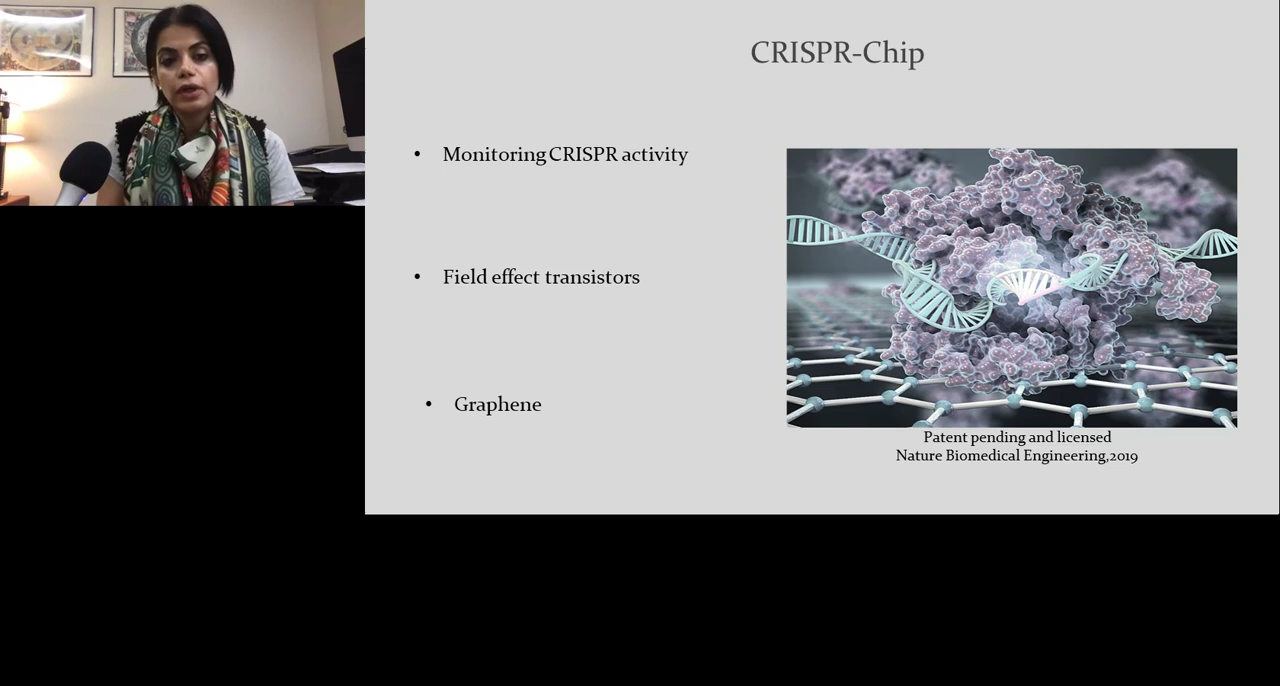 CRISPR-Chip
• Monitoring CRISPR activity
• Field effect transistors
• Graphene
Patent pending and licensed
Nature Biomedical Engineering,2019